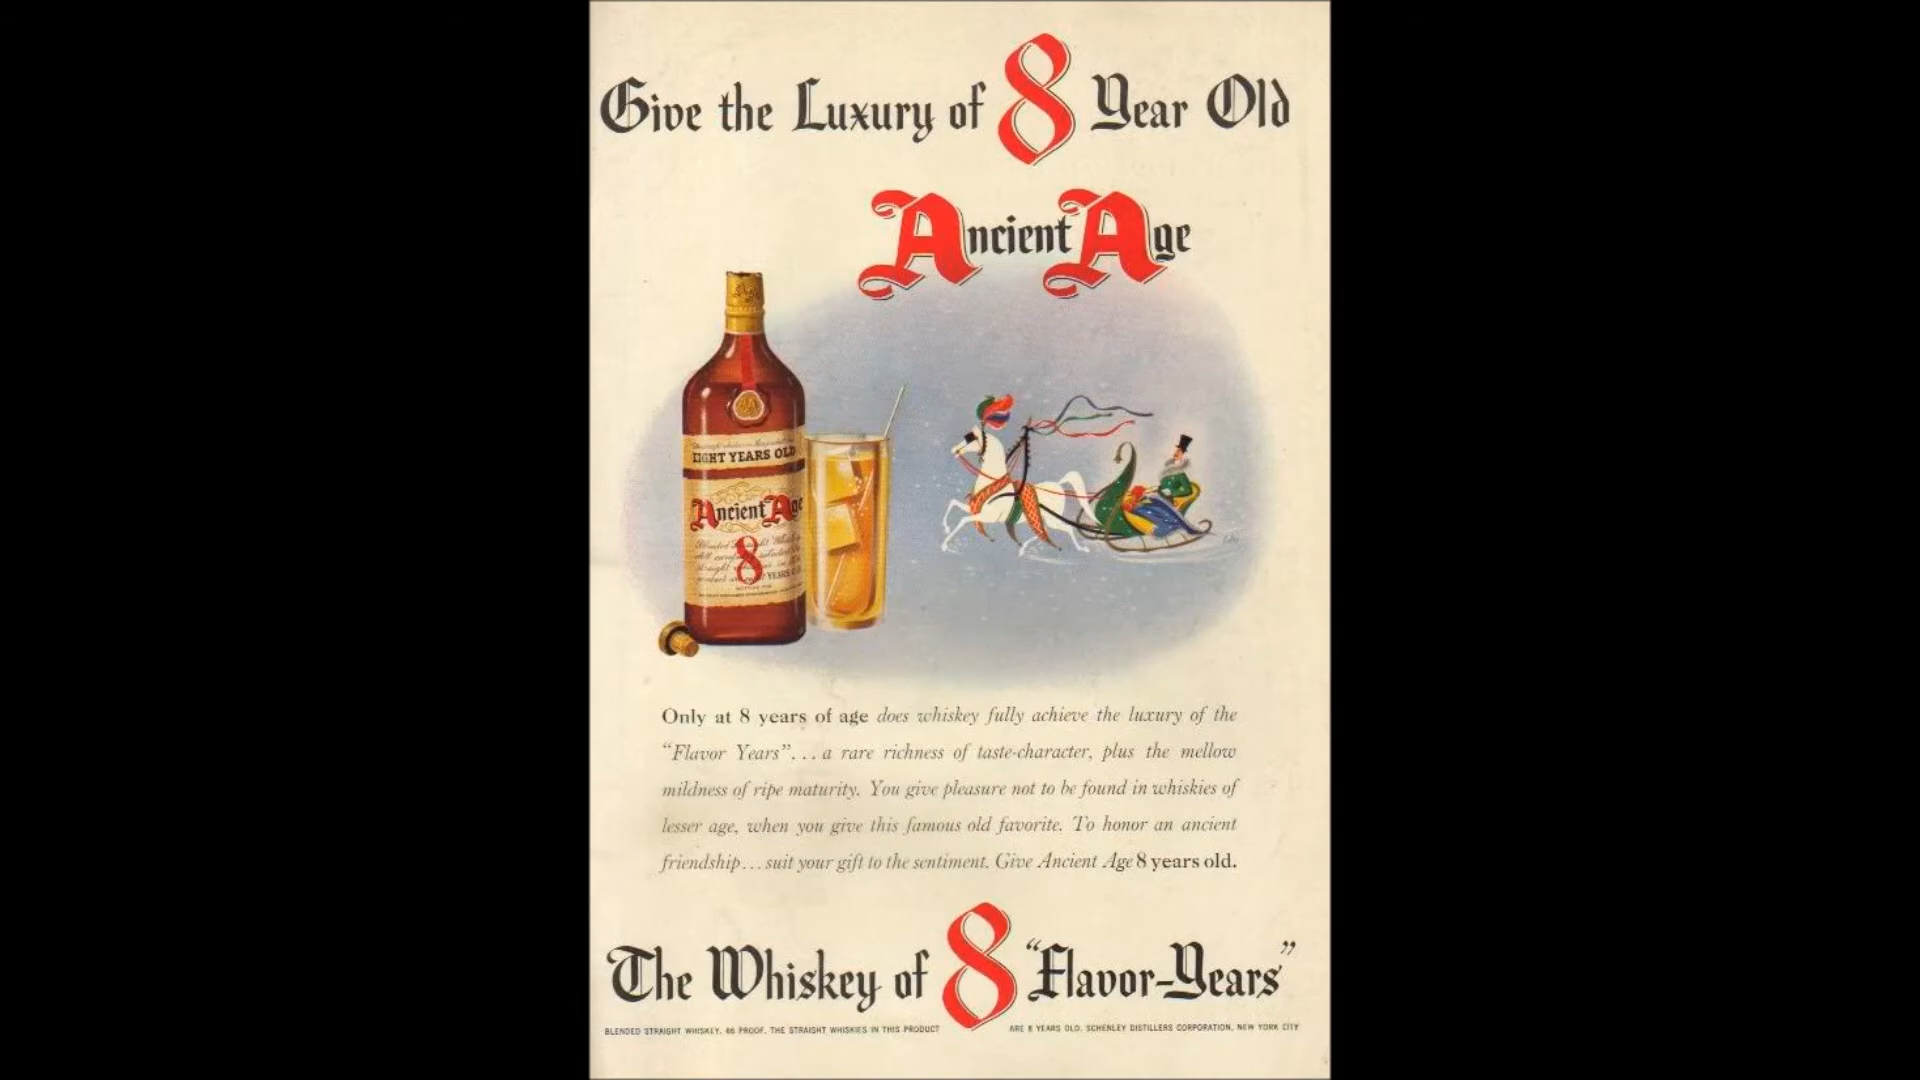 Give the Luxury of 8 Year Old
Ancient Age
EIGHT YEARS OLD
Ancient Age
8
YEARS
Only at 8 years of age does whiskey fully achieve the luxury of the
“Flavor Years”... a rare richness of taste-character, plus the mellow
mildness of ripe maturity. You give pleasure not to be found in whiskies of
lesser age, when you give this famous old favorite. To honor an ancient
friendship... suit your gift to the sentiment. Give Ancient Age 8 years old.
The Whiskey of 8 “Flavor-Years”
BLENDED STRAIGHT WHISKEY. 86 PROOF. THE STRAIGHT WHISKIES IN THIS PRODUCT ARE 8 YEARS OLD. SCHENLEY DISTILLERS CORPORATION, NEW YORK CITY